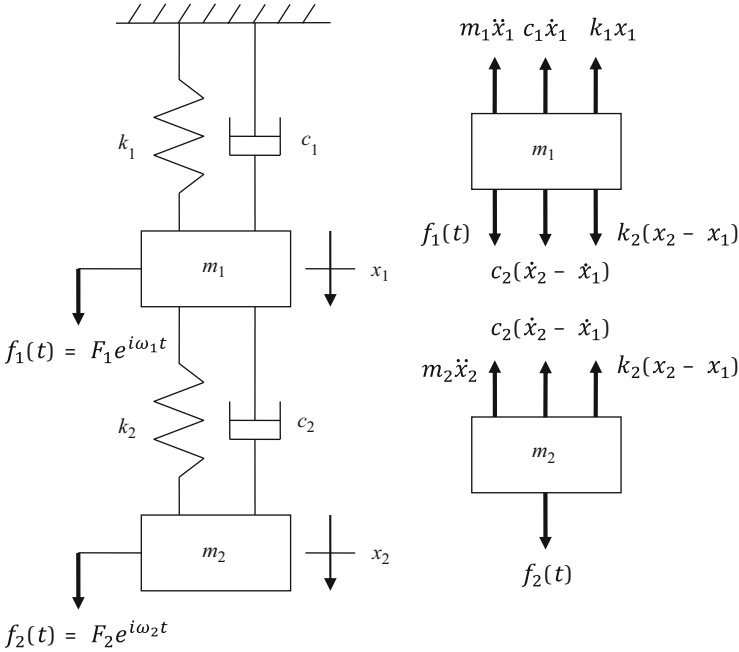 m₁ẍ₁ c₁ẋ₁ k₁x₁
k₁
c₁
m₁
f₁(t)
k₂(x₂ − x₁)
c₂(ẋ₂ − ẋ₁)
m₁
x₁
f₁(t) = F₁e^{iω₁t}
c₂(ẋ₂ − ẋ₁)
m₂ẍ₂
k₂(x₂ − x₁)
k₂
c₂
m₂
m₂
x₂
f₂(t)
f₂(t) = F₂e^{iω₂t}